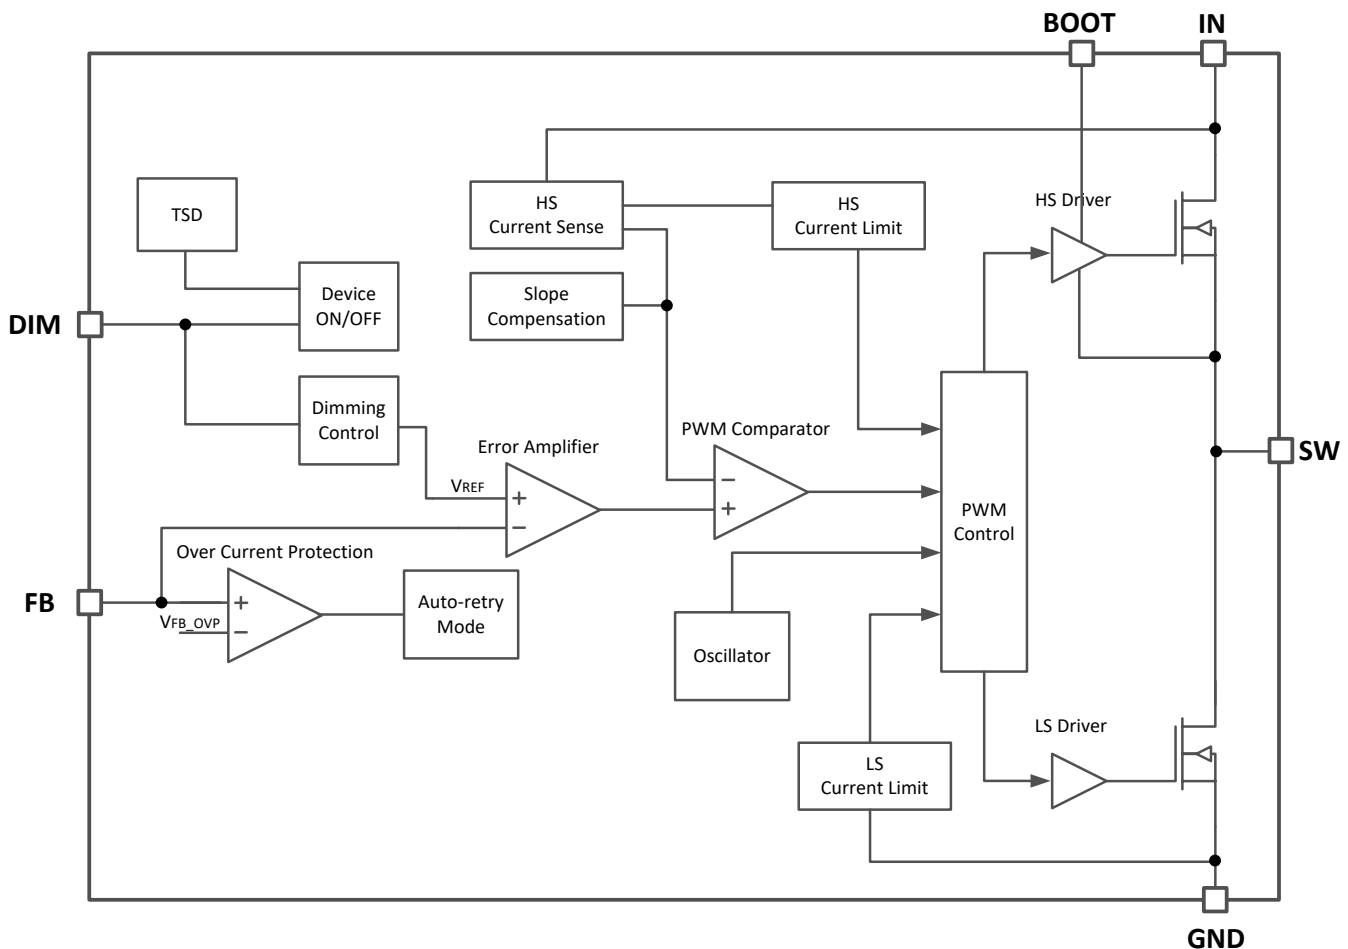 BOOT
IN
TSD
HS
Current Sense
HS
Current Limit
HS Driver
Device
ON/OFF
Slope
Compensation
DIM
Dimming
Control
Error Amplifier
PWM Comparator
SW
VREF
+
−
−
+
PWM
Control
Over Current Protection
FB
+
−
VFB_OVP
Auto-retry
Mode
Oscillator
LS Driver
LS
Current Limit
GND